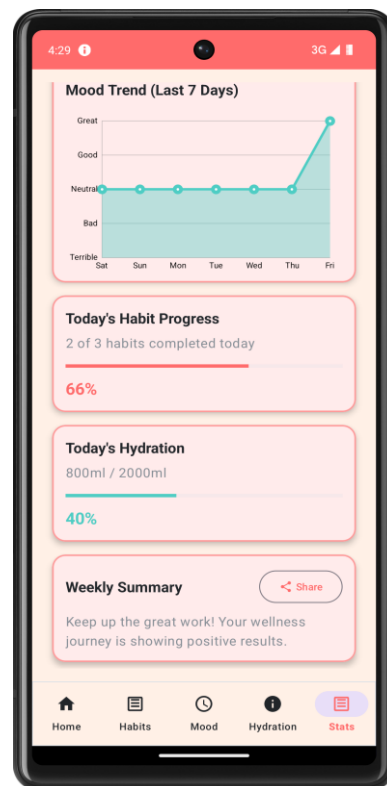 4:29
3G
Mood Trend (Last 7 Days)
Great
Good
Neutral
Bad
Terrible
Sat Sun Mon Tue Wed Thu Fri
Today's Habit Progress
2 of 3 habits completed today
66%
Today's Hydration
800ml / 2000ml
40%
Weekly Summary
Share
Keep up the great work! Your wellness
journey is showing positive results.
Home Habits Mood Hydration Stats